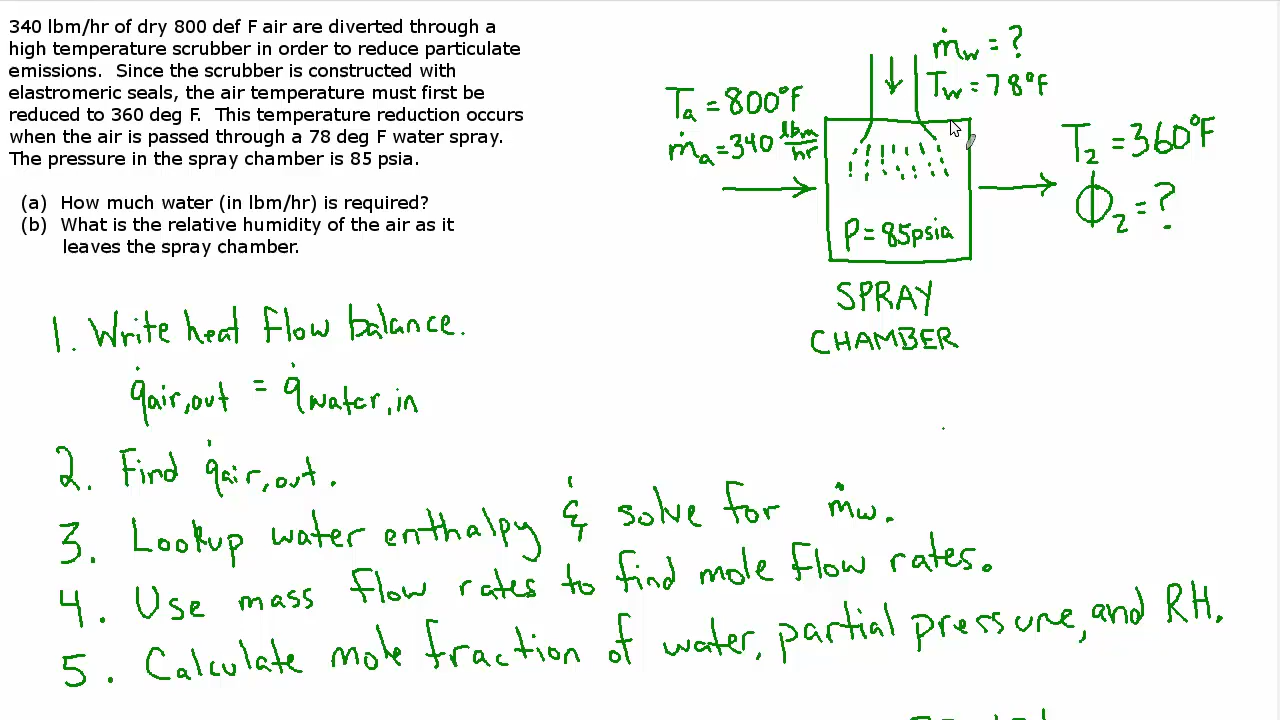 340 lbm/hr of dry 800 def F air are diverted through a
high temperature scrubber in order to reduce particulate
emissions.  Since the scrubber is constructed with
elastromeric seals, the air temperature must first be
reduced to 360 deg F.  This temperature reduction occurs
when the air is passed through a 78 deg F water spray.
The pressure in the spray chamber is 85 psia.
(a)  How much water (in lbm/hr) is required?
(b)  What is the relative humidity of the air as it
leaves the spray chamber.
ṁw = ?
Tw = 78°F
Ta = 800°F
ṁa = 340 lbm/hr
P = 85psia
T2 = 360°F
Φ2 = ?
SPRAY
CHAMBER
1. Write heat flow balance.
q̇air,out = q̇water,in
2. Find q̇air,out.
3. Lookup water enthalpy & solve for ṁw.
4. Use mass flow rates to find mole flow rates.
5. Calculate mole fraction of water, partial pressure, and RH.